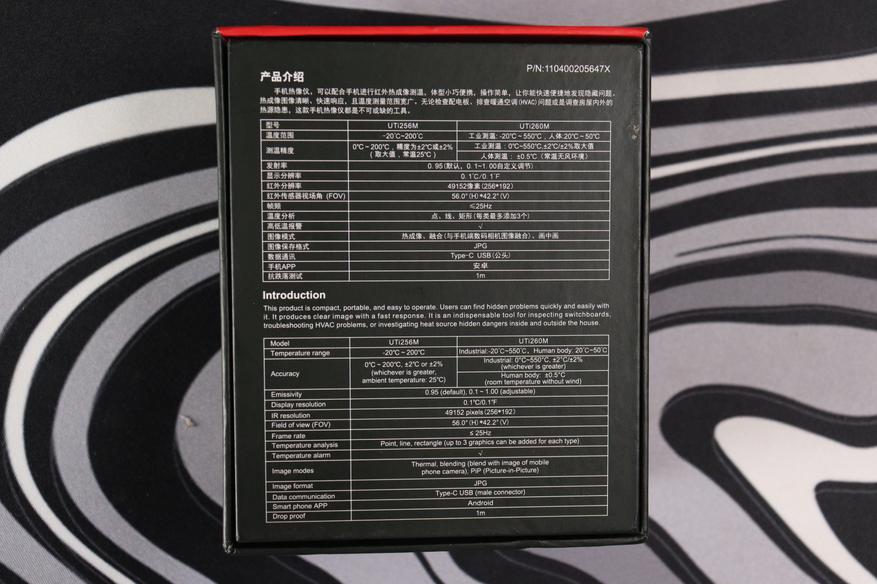 P/N:110400205647X
产品介绍
手机热像仪，可以配合手机进行红外热成像测温，体型小巧便携，操作简单，让你能快速便捷地发现隐藏问题，
热成像图像清晰、快速响应，且温度测量范围宽广。无论检查配电板、排查暖通空调(HVAC)问题或是调查房屋内外的
热源隐患，这款手机热像仪都是不可或缺的工具。
型号 UTi256M UTi260M
温度范围 -20℃~200℃ 工业测温: -20℃~550℃，人体:20℃~50℃
测温精度 0℃~200℃，精度为±2℃或±2% （取大值，常温25℃） 工业测温：0℃~550℃,±2℃/±2%取大值
人体测温：±0.5℃（常温无风环境）
发射率 0.95(默认，0.1~1.00自定义调节)
显示分辨率 0.1℃/0.1℉
红外分辨率 49152像素(256*192)
红外传感器视场角 (FOV) 56.0°(H)*42.2°(V)
帧频 ≤25Hz
温度分析 点、线、矩形(每类最多添加3个)
高低温报警 √
图像模式 热成像、融合(与手机端数码相机图像融合)、画中画
图像保存格式 JPG
数据通讯 Type-C USB(公头)
手机APP 安卓
抗跌落测试 1m
Introduction
This product is compact, portable, and easy to operate. Users can find hidden problems quickly and easily with
it. It produces clear image with a fast response. It is an indispensable tool for inspecting switchboards,
troubleshooting HVAC problems, or investigating heat source hidden dangers inside and outside the house.
Model UTi256M UTi260M
Temperature range -20℃~200℃ Industrial:-20℃~550℃, Human body: 20℃~50℃
Accuracy 0℃~200℃, ±2℃ or ±2% (whichever is greater, ambient temperature: 25℃) Industrial: 0℃~550℃, ±2℃/±2% (whichever is greater)
Human body: ±0.5℃ (room temperature without wind)
Emissivity 0.95 (default), 0.1 ~ 1.00 (adjustable)
Display resolution 0.1℃/0.1℉
IR resolution 49152 pixels (256*192)
Field of view (FOV) 56.0°(H)*42.2°(V)
Frame rate ≤ 25Hz
Temperature analysis Point, line, rectangle (up to 3 graphics can be added for each type)
Temperature alarm √
Image modes Thermal, blending (blend with image of mobile phone camera), PiP (Picture-in-Picture)
Image format JPG
Data communication Type-C USB (male connector)
Smart phone APP Android
Drop proof 1m